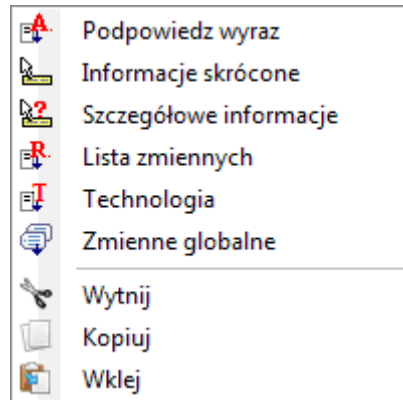 Podpowiedz wyraz
Informacje skrócone
Szczegółowe informacje
Lista zmiennych
Technologia
Zmienne globalne
Wytnij
Kopiuj
Wklej